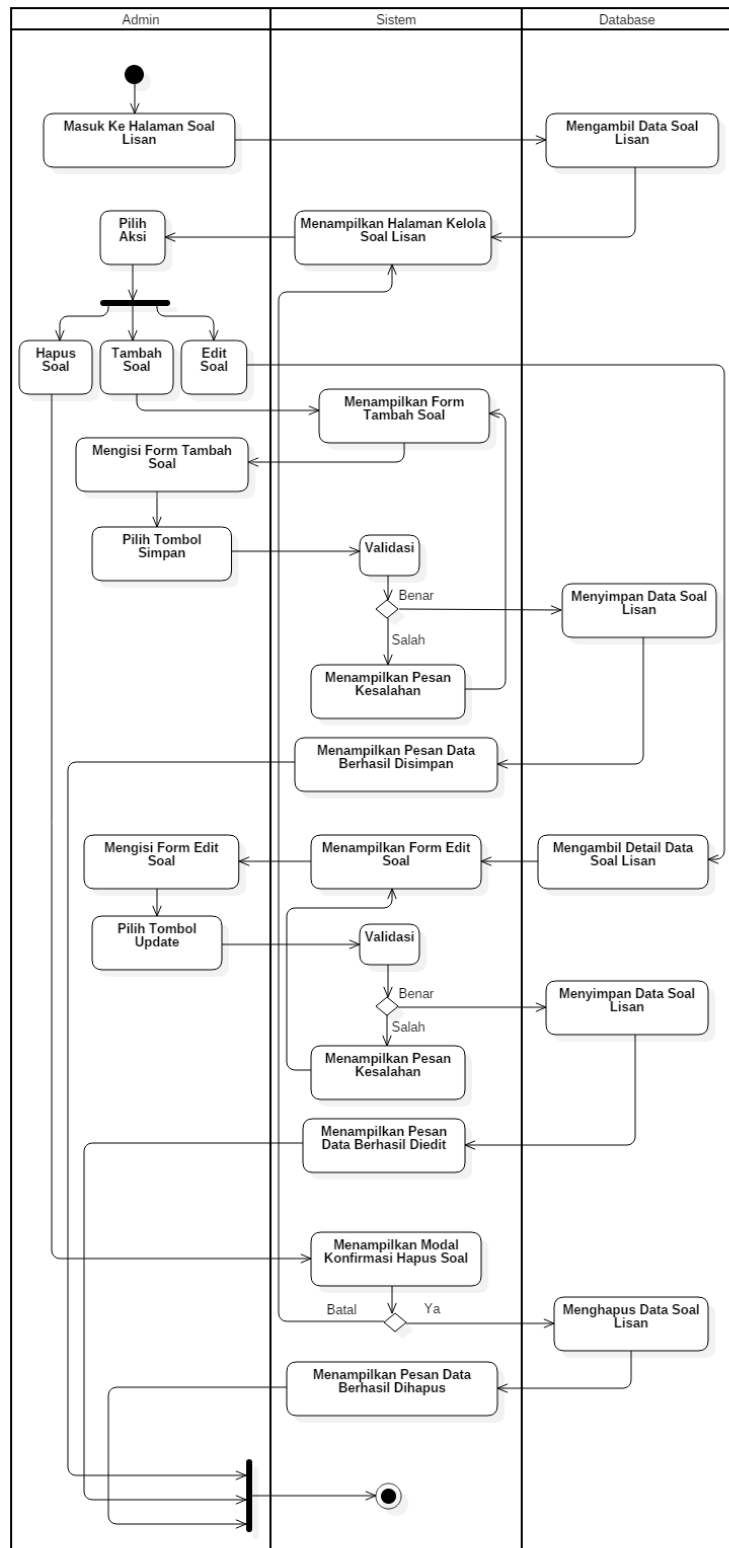 Admin
Sistem
Database
Masuk Ke Halaman Soal
Lisan
Mengambil Data Soal
Lisan
Pilih
Aksi
Menampilkan Halaman Kelola
Soal Lisan
Hapus
Soal
Tambah
Soal
Edit
Soal
Menampilkan Form
Tambah Soal
Mengisi Form Tambah
Soal
Pilih Tombol
Simpan
Validasi
Benar
Menyimpan Data Soal
Lisan
Salah
Menampilkan Pesan
Kesalahan
Menampilkan Pesan Data
Berhasil Disimpan
Mengisi Form Edit
Soal
Menampilkan Form Edit
Soal
Mengambil Detail Data
Soal Lisan
Pilih Tombol
Update
Validasi
Benar
Menyimpan Data Soal
Lisan
Salah
Menampilkan Pesan
Kesalahan
Menampilkan Pesan
Data Berhasil Diedit
Menampilkan Modal
Konfirmasi Hapus Soal
Batal
Ya
Menghapus Data Soal
Lisan
Menampilkan Pesan Data
Berhasil Dihapus